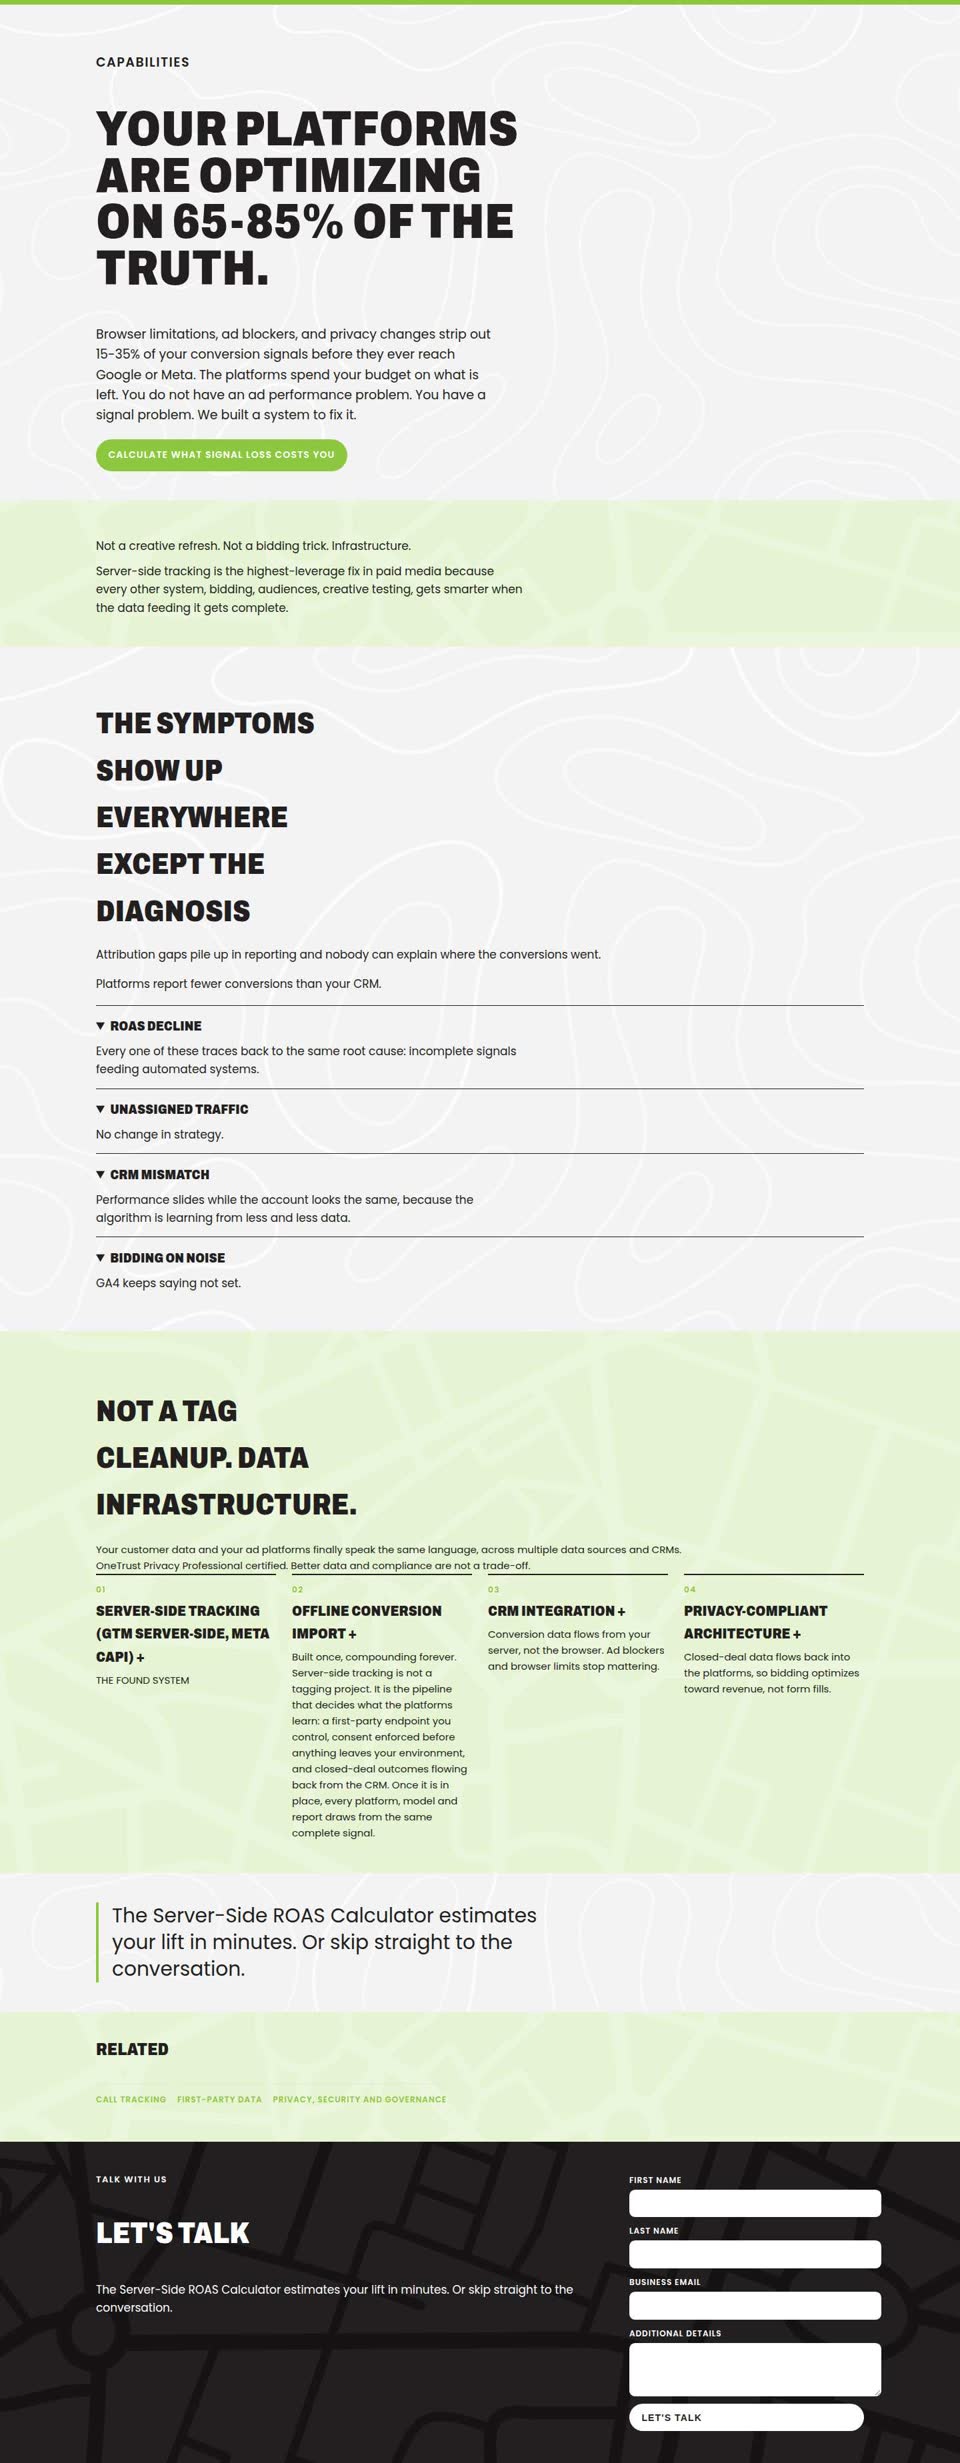 CAPABILITIES
YOUR PLATFORMS
ARE OPTIMIZING
ON 65-85% OF THE
TRUTH.
Browser limitations, ad blockers, and privacy changes strip out
15-35% of your conversion signals before they ever reach
Google or Meta. The platforms spend your budget on what is
left. You do not have an ad performance problem. You have a
signal problem. We built a system to fix it.
CALCULATE WHAT SIGNAL LOSS COSTS YOU
Not a creative refresh. Not a bidding trick. Infrastructure.
Server-side tracking is the highest-leverage fix in paid media because
every other system, bidding, audiences, creative testing, gets smarter when
the data feeding it gets complete.
THE SYMPTOMS
SHOW UP
EVERYWHERE
EXCEPT THE
DIAGNOSIS
Attribution gaps pile up in reporting and nobody can explain where the conversions went.
Platforms report fewer conversions than your CRM.
▼ ROAS DECLINE
Every one of these traces back to the same root cause: incomplete signals
feeding automated systems.
▼ UNASSIGNED TRAFFIC
No change in strategy.
▼ CRM MISMATCH
Performance slides while the account looks the same, because the
algorithm is learning from less and less data.
▼ BIDDING ON NOISE
GA4 keeps saying not set.
NOT A TAG
CLEANUP. DATA
INFRASTRUCTURE.
Your customer data and your ad platforms finally speak the same language, across multiple data sources and CRMs.
OneTrust Privacy Professional certified. Better data and compliance are not a trade-off.
01
SERVER-SIDE TRACKING
(GTM SERVER-SIDE, META
CAPI) +
THE FOUND SYSTEM
02
OFFLINE CONVERSION
IMPORT +
Built once, compounding forever.
Server-side tracking is not a
tagging project. It is the pipeline
that decides what the platforms
learn: a first-party endpoint you
control, consent enforced before
anything leaves your environment,
and closed-deal outcomes flowing
back from the CRM. Once it is in
place, every platform, model and
report draws from the same
complete signal.
03
CRM INTEGRATION +
Conversion data flows from your
server, not the browser. Ad blockers
and browser limits stop mattering.
04
PRIVACY-COMPLIANT
ARCHITECTURE +
Closed-deal data flows back into
the platforms, so bidding optimizes
toward revenue, not form fills.
The Server-Side ROAS Calculator estimates
your lift in minutes. Or skip straight to the
conversation.
RELATED
CALL TRACKING FIRST-PARTY DATA PRIVACY, SECURITY AND GOVERNANCE
TALK WITH US
LET'S TALK
The Server-Side ROAS Calculator estimates your lift in minutes. Or skip straight to the
conversation.
FIRST NAME
LAST NAME
BUSINESS EMAIL
ADDITIONAL DETAILS
LET'S TALK